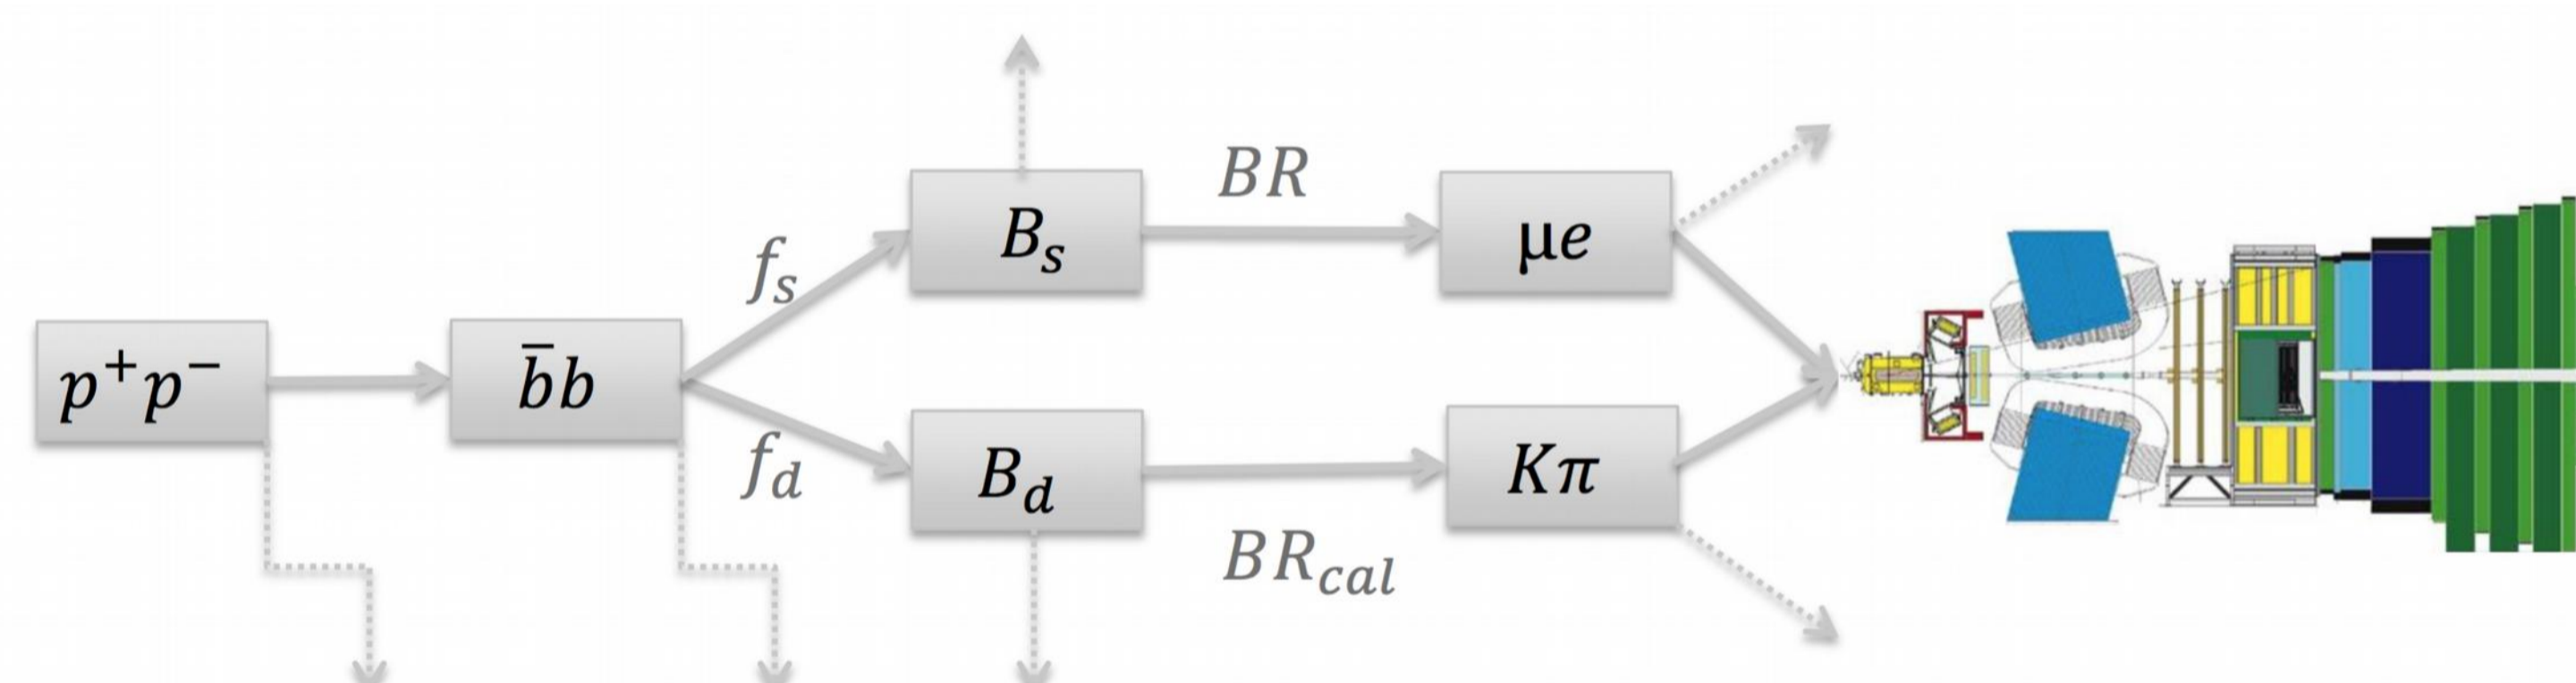 BR
f_s
B_s
μe
p⁺p⁻
b̄b
f_d
B_d
Kπ
BR_cal